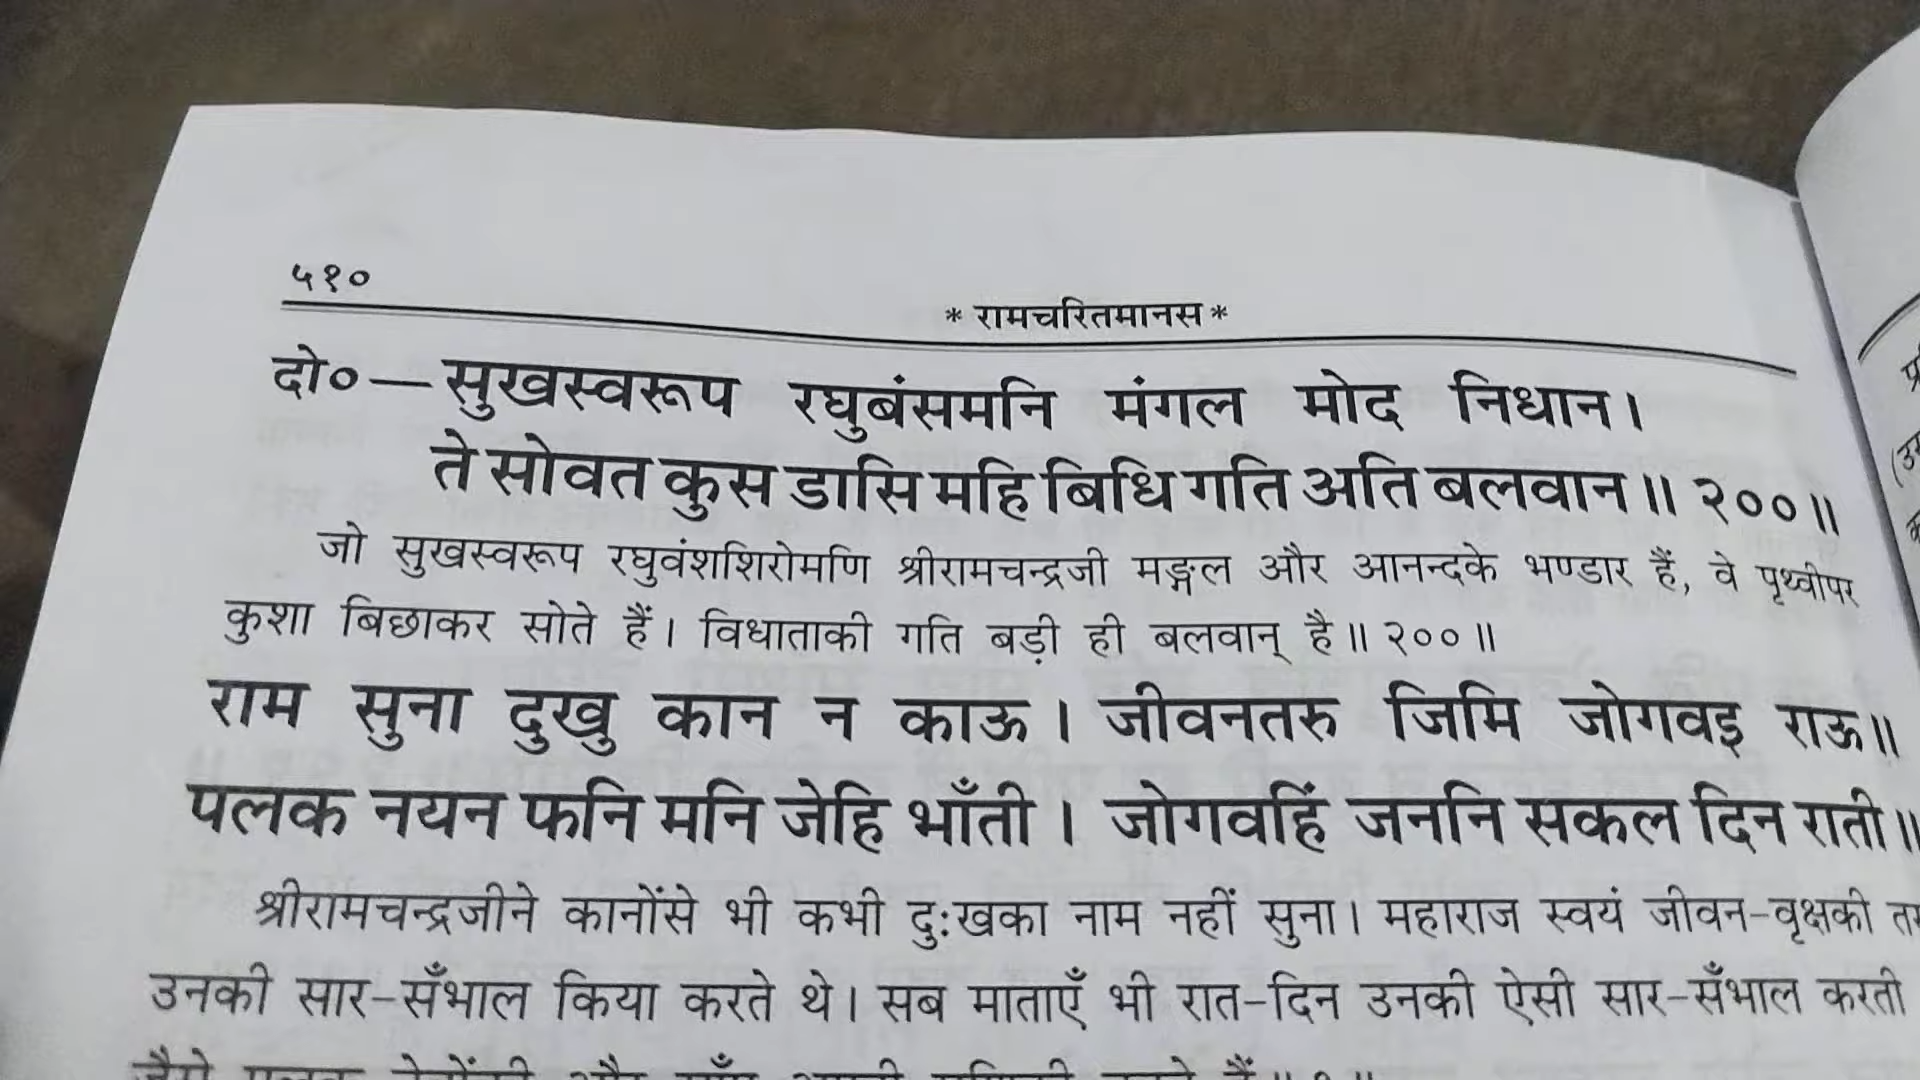 ५१०
* रामचरितमानस *
दो०—सुखस्वरूप रघुबंसमनि मंगल मोद निधान।
ते सोवत कुस डासि महि बिधि गति अति बलवान॥ २००॥
जो सुखस्वरूप रघुवंशशिरोमणि श्रीरामचन्द्रजी मङ्गल और आनन्दके भण्डार हैं, वे पृथ्वीपर
कुशा बिछाकर सोते हैं। विधाताकी गति बड़ी ही बलवान् है॥ २००॥
राम सुना दुखु कान न काऊ। जीवनतरु जिमि जोगवइ राऊ॥
पलक नयन फनि मनि जेहि भाँती। जोगवहिं जननि सकल दिन राती॥
श्रीरामचन्द्रजीने कानोंसे भी कभी दुःखका नाम नहीं सुना। महाराज स्वयं जीवन-वृक्षकी
उनकी सार-सँभाल किया करते थे। सब माताएँ भी रात-दिन उनकी ऐसी सार-सँभाल करती